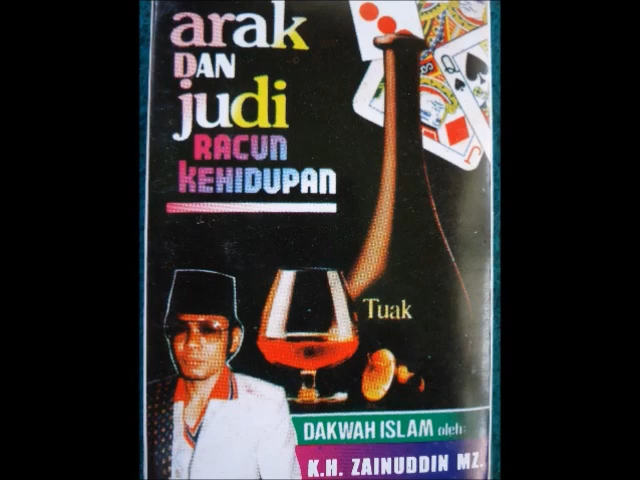 arak
DAN
judi
RACUN
KEHIDUPAN
Tuak
DAKWAH ISLAM oleh:
K.H. ZAINUDDIN MZ.
Q